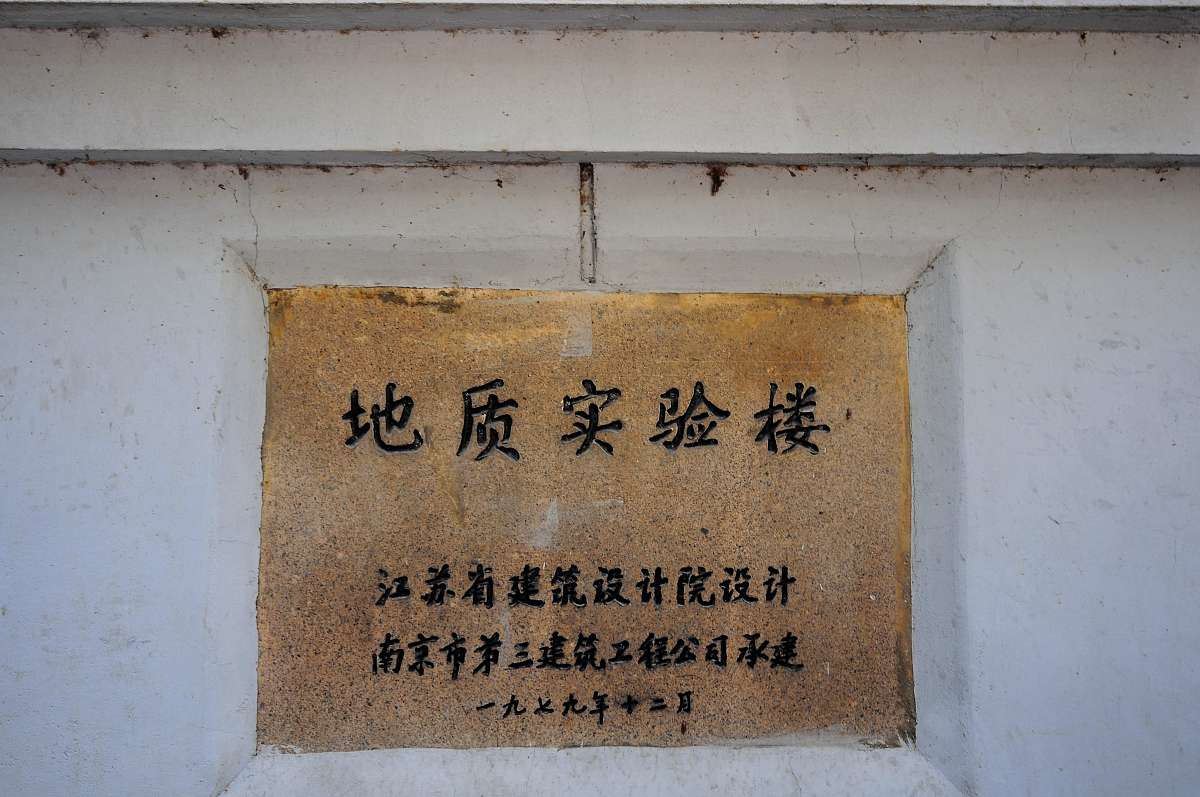 地质实验楼
江苏省建筑设计院设计
南京市第三建筑工程公司承建
一九七九年十二月